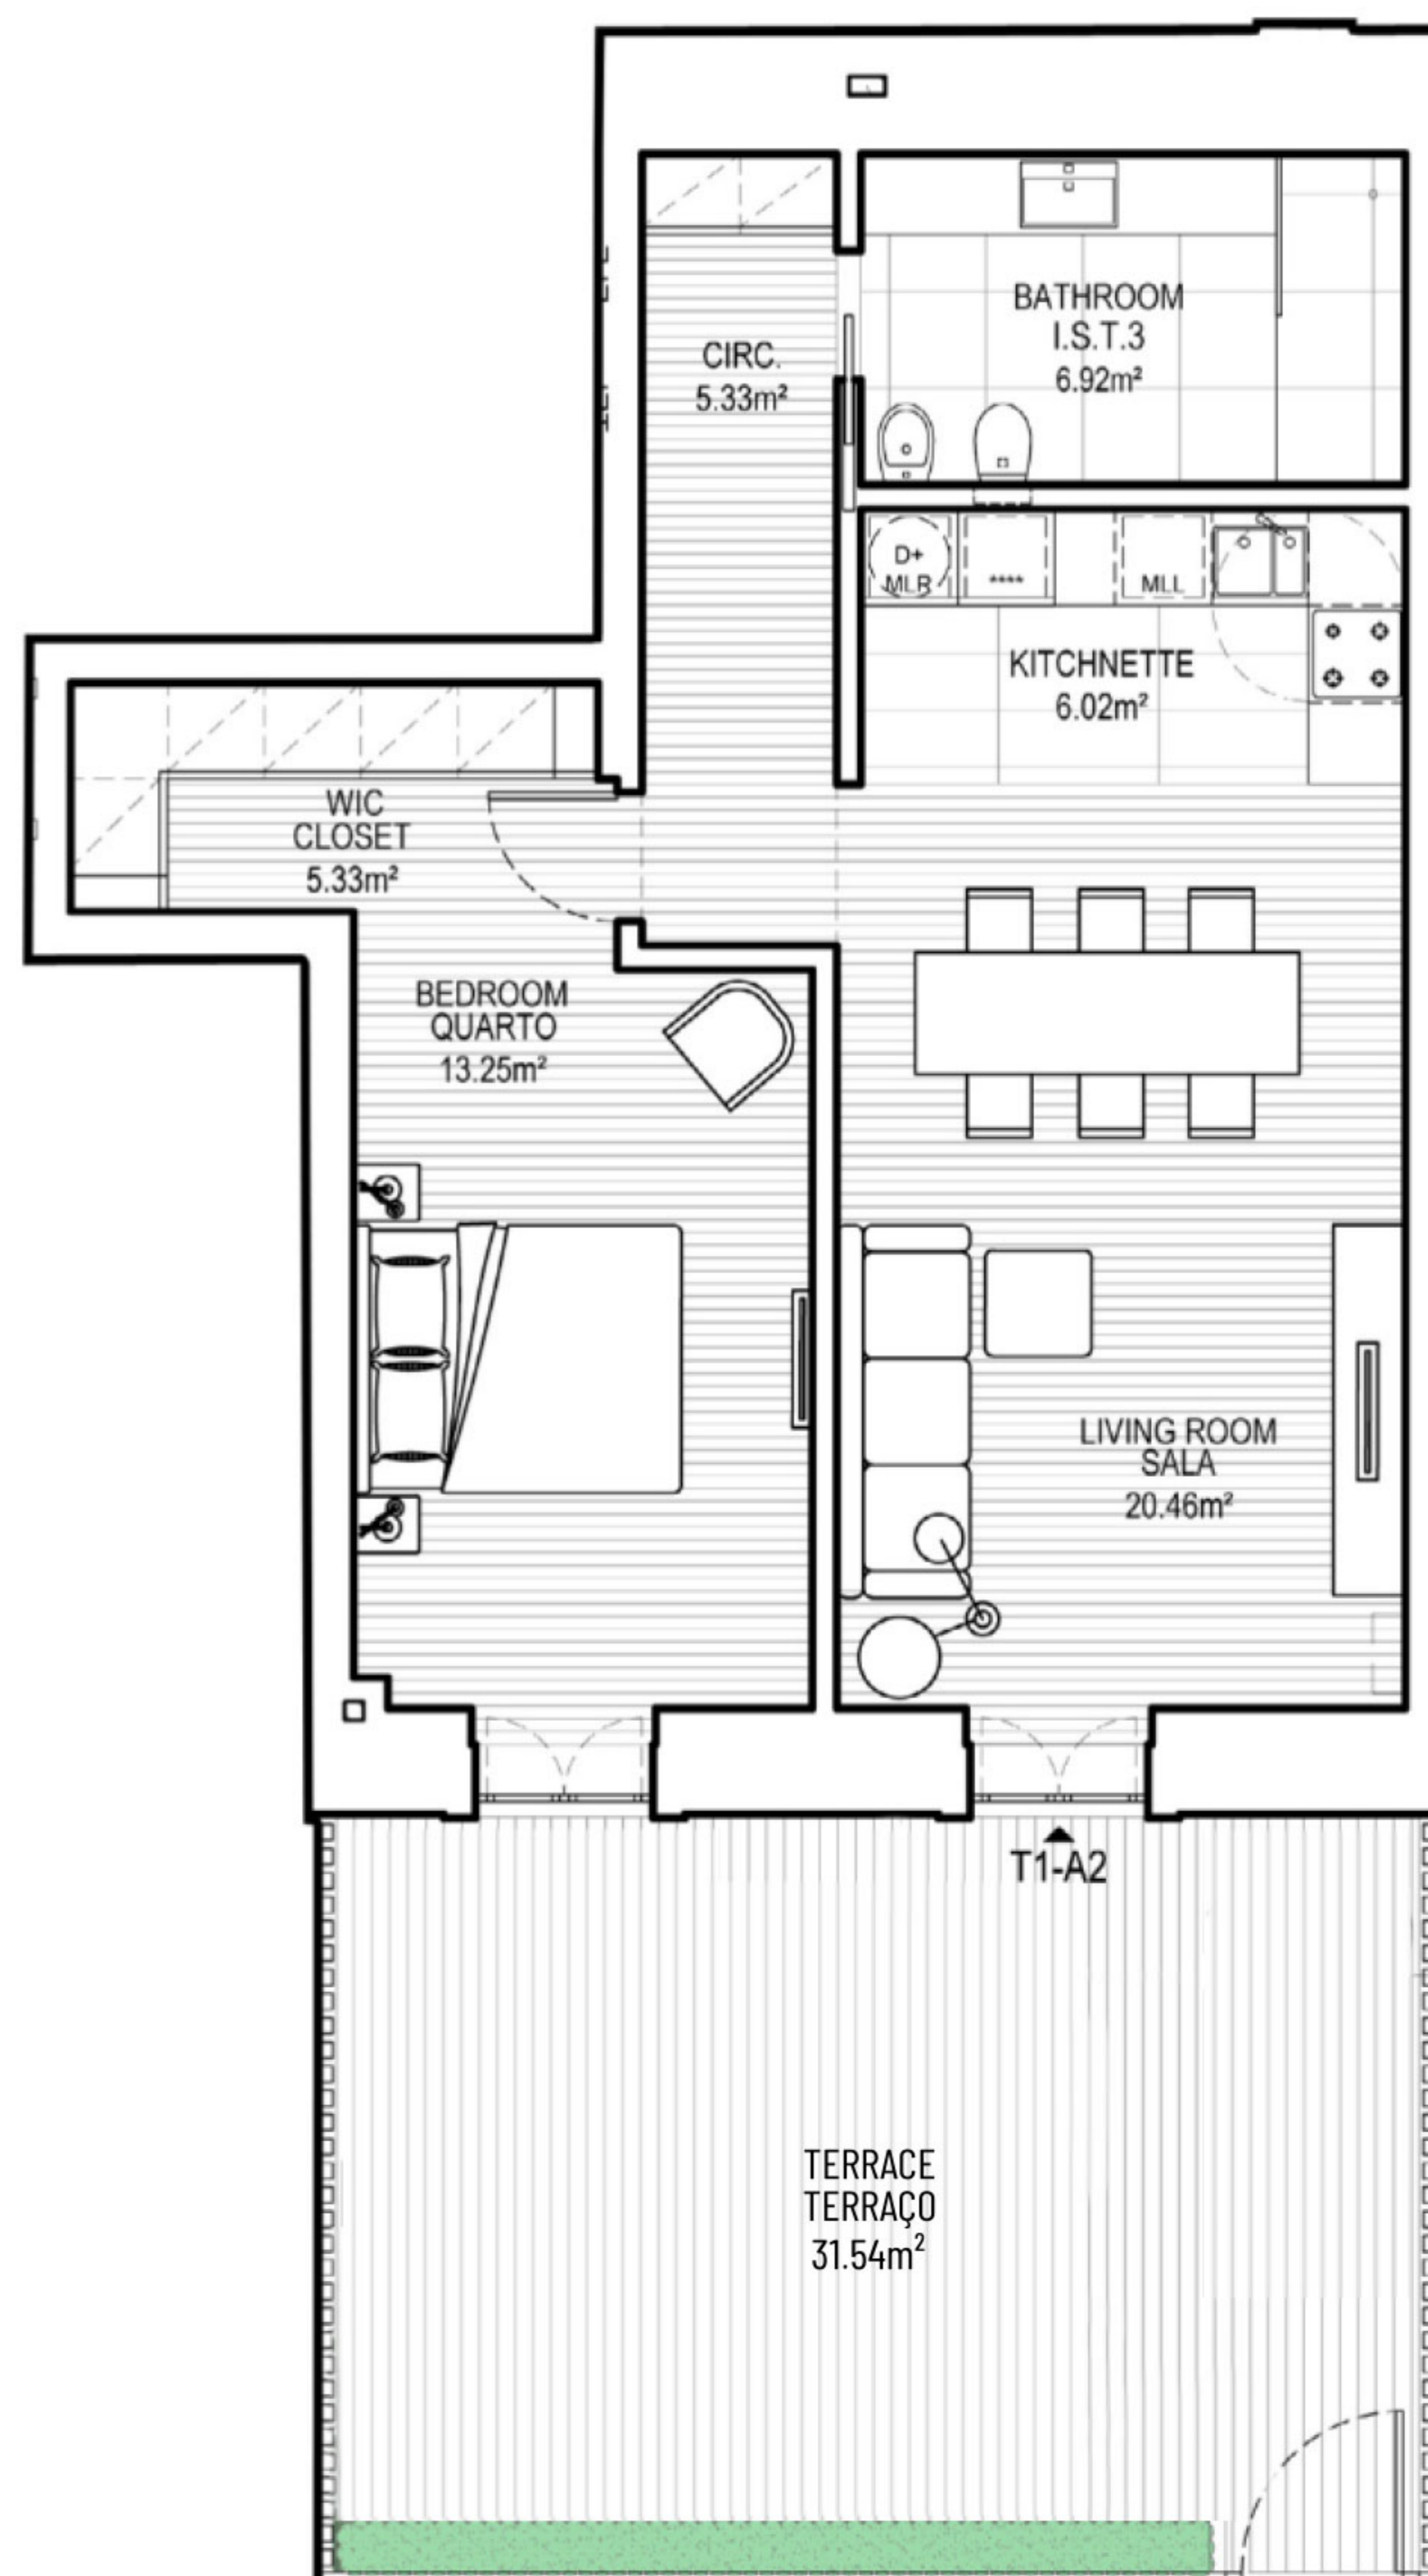 BATHROOM
I.S.T.3
6.92m²
CIRC.
5.33m²
D+
MLR
****
MLL
KITCHNETTE
6.02m²
WIC
CLOSET
5.33m²
BEDROOM
QUARTO
13.25m²
LIVING ROOM
SALA
20.46m²
T1-A2
TERRACE
TERRAÇO
31.54m²